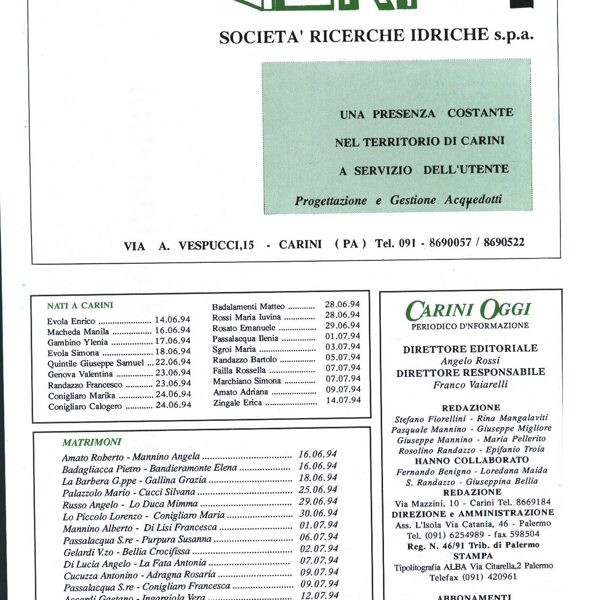 SOCIETA' RICERCHE IDRICHE s.p.a.
UNA PRESENZA COSTANTE
NEL TERRITORIO DI CARINI
A SERVIZIO DELL'UTENTE
Progettazione e Gestione Acquedotti
VIA A. VESPUCCI,15 - CARINI ( PA ) Tel. 091 - 8690057 / 8690522
NATI A CARINI
Evola Enrico ........................... 14.06.94
Macheda Manila ................... 16.06.94
Gambino Ylenia ................... 17.06.94
Evola Simona ....................... 18.06.94
Quintile Giuseppe Samuel ... 22.06.94
Genova Valentina ................ 23.06.94
Randazzo Francesco ............ 23.06.94
Conigliaro Marika ................ 24.06.94
Conigliaro Calogero ............. 24.06.94
Badalamenti Matteo ........... 28.06.94
Rossi Maria Iuvina .............. 28.06.94
Rosato Emanuele ................ 29.06.94
Passalacqua Ilenia ............... 01.07.94
Sgroi Maria ......................... 03.07.94
Randazzo Bartolo ................ 05.07.94
Failla Rossella ..................... 07.07.94
Marchiano Simona .............. 07.07.94
Amato Adriana .................... 09.07.94
Zingale Erica ....................... 14.07.94
MATRIMONI
Amato Roberto - Mannino Angela ........................... 16.06.94
Badagliacca Pietro - Bandieramonte Elena .............. 16.06.94
La Barbera G.ppe - Gallina Grazia .......................... 18.06.94
Palazzolo Mario - Cucci Silvana ............................. 25.06.94
Russo Angelo - Lo Duca Mimma ............................ 29.06.94
Lo Piccolo Lorenzo - Conigliaro Maria ................... 30.06.94
Mannino Alberto - Di Lisi Francesca ...................... 01.07.94
Passalacqua S.re - Purpura Susanna ....................... 06.07.94
Gelardi V.zo - Bellia Crocifissa ............................... 02.07.94
Di Lucia Angelo - La Fata Antonia .......................... 07.07.94
Cucuzza Antonino - Adragna Rosaria ..................... 09.07.94
Passalacqua S.re - Conigliaro Francesca ................. 09.07.94
Accardi Gaetano - Ingargiola Vera .......................... 12.07.94
CARINI OGGI
PERIODICO D'NFORMAZIONE
DIRETTORE EDITORIALE
Angelo Rossi
DIRETTORE RESPONSABILE
Franco Vaiarelli
REDAZIONE
Stefano Fiorellini - Rina Mangalaviti
Pasquale Mannino - Giuseppe Migliore
Giuseppe Mannino - Maria Pellerito
Rosolino Randazzo - Epifanio Troia
HANNO COLLABORATO
Fernando Benigno - Loredana Maida
S. Randazzo - Giuseppina Bellia
REDAZIONE
Via Mazzini, 10 - Carini Tel. 8669184
DIREZIONE e AMMINISTRAZIONE
Ass. L'Isola Via Catania, 46 - Palermo
Tel. (091) 6254989 - fax 598504
Reg. N. 46/91 Trib. di Palermo
STAMPA
Tipolitografia ALBA Via Citarella,2 Palermo
Telefax (091) 420961
ABBONAMENTI